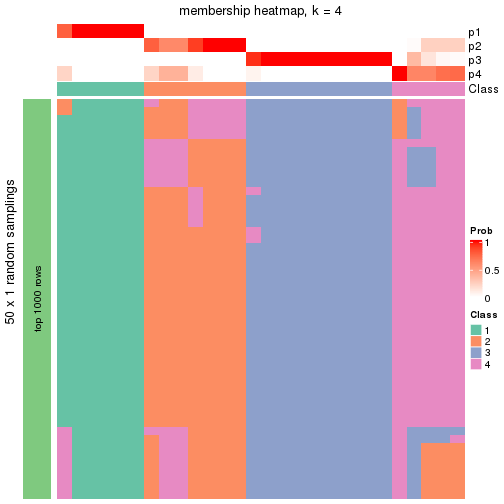 membership heatmap, k = 4
p1
p2
p3
p4
Class
50 x 1 random samplings
top 1000 rows
Prob
1
0.5
0
Class
1
2
3
4